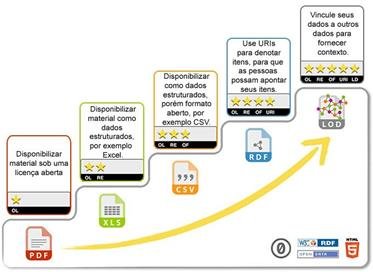 Disponibilizar
material sob uma
licença aberta
OL
PDF
Disponibilizar
material como
dados
estruturados,
por exemplo
Excel.
OL RE
XLS
Disponibilizar
como dados
estruturados,
porém formato
aberto, por
exemplo CSV.
OL RE OF
CSV
Use URIs
para denotar
itens, para que
as pessoas
possam apontar
seus itens.
OL RE OF URI
RDF
Vincule seus
dados a outros
dados para
fornecer
contexto.
OL RE OF URI LD
LOD
0
W3C RDF
OPEN DATA
HTML
5